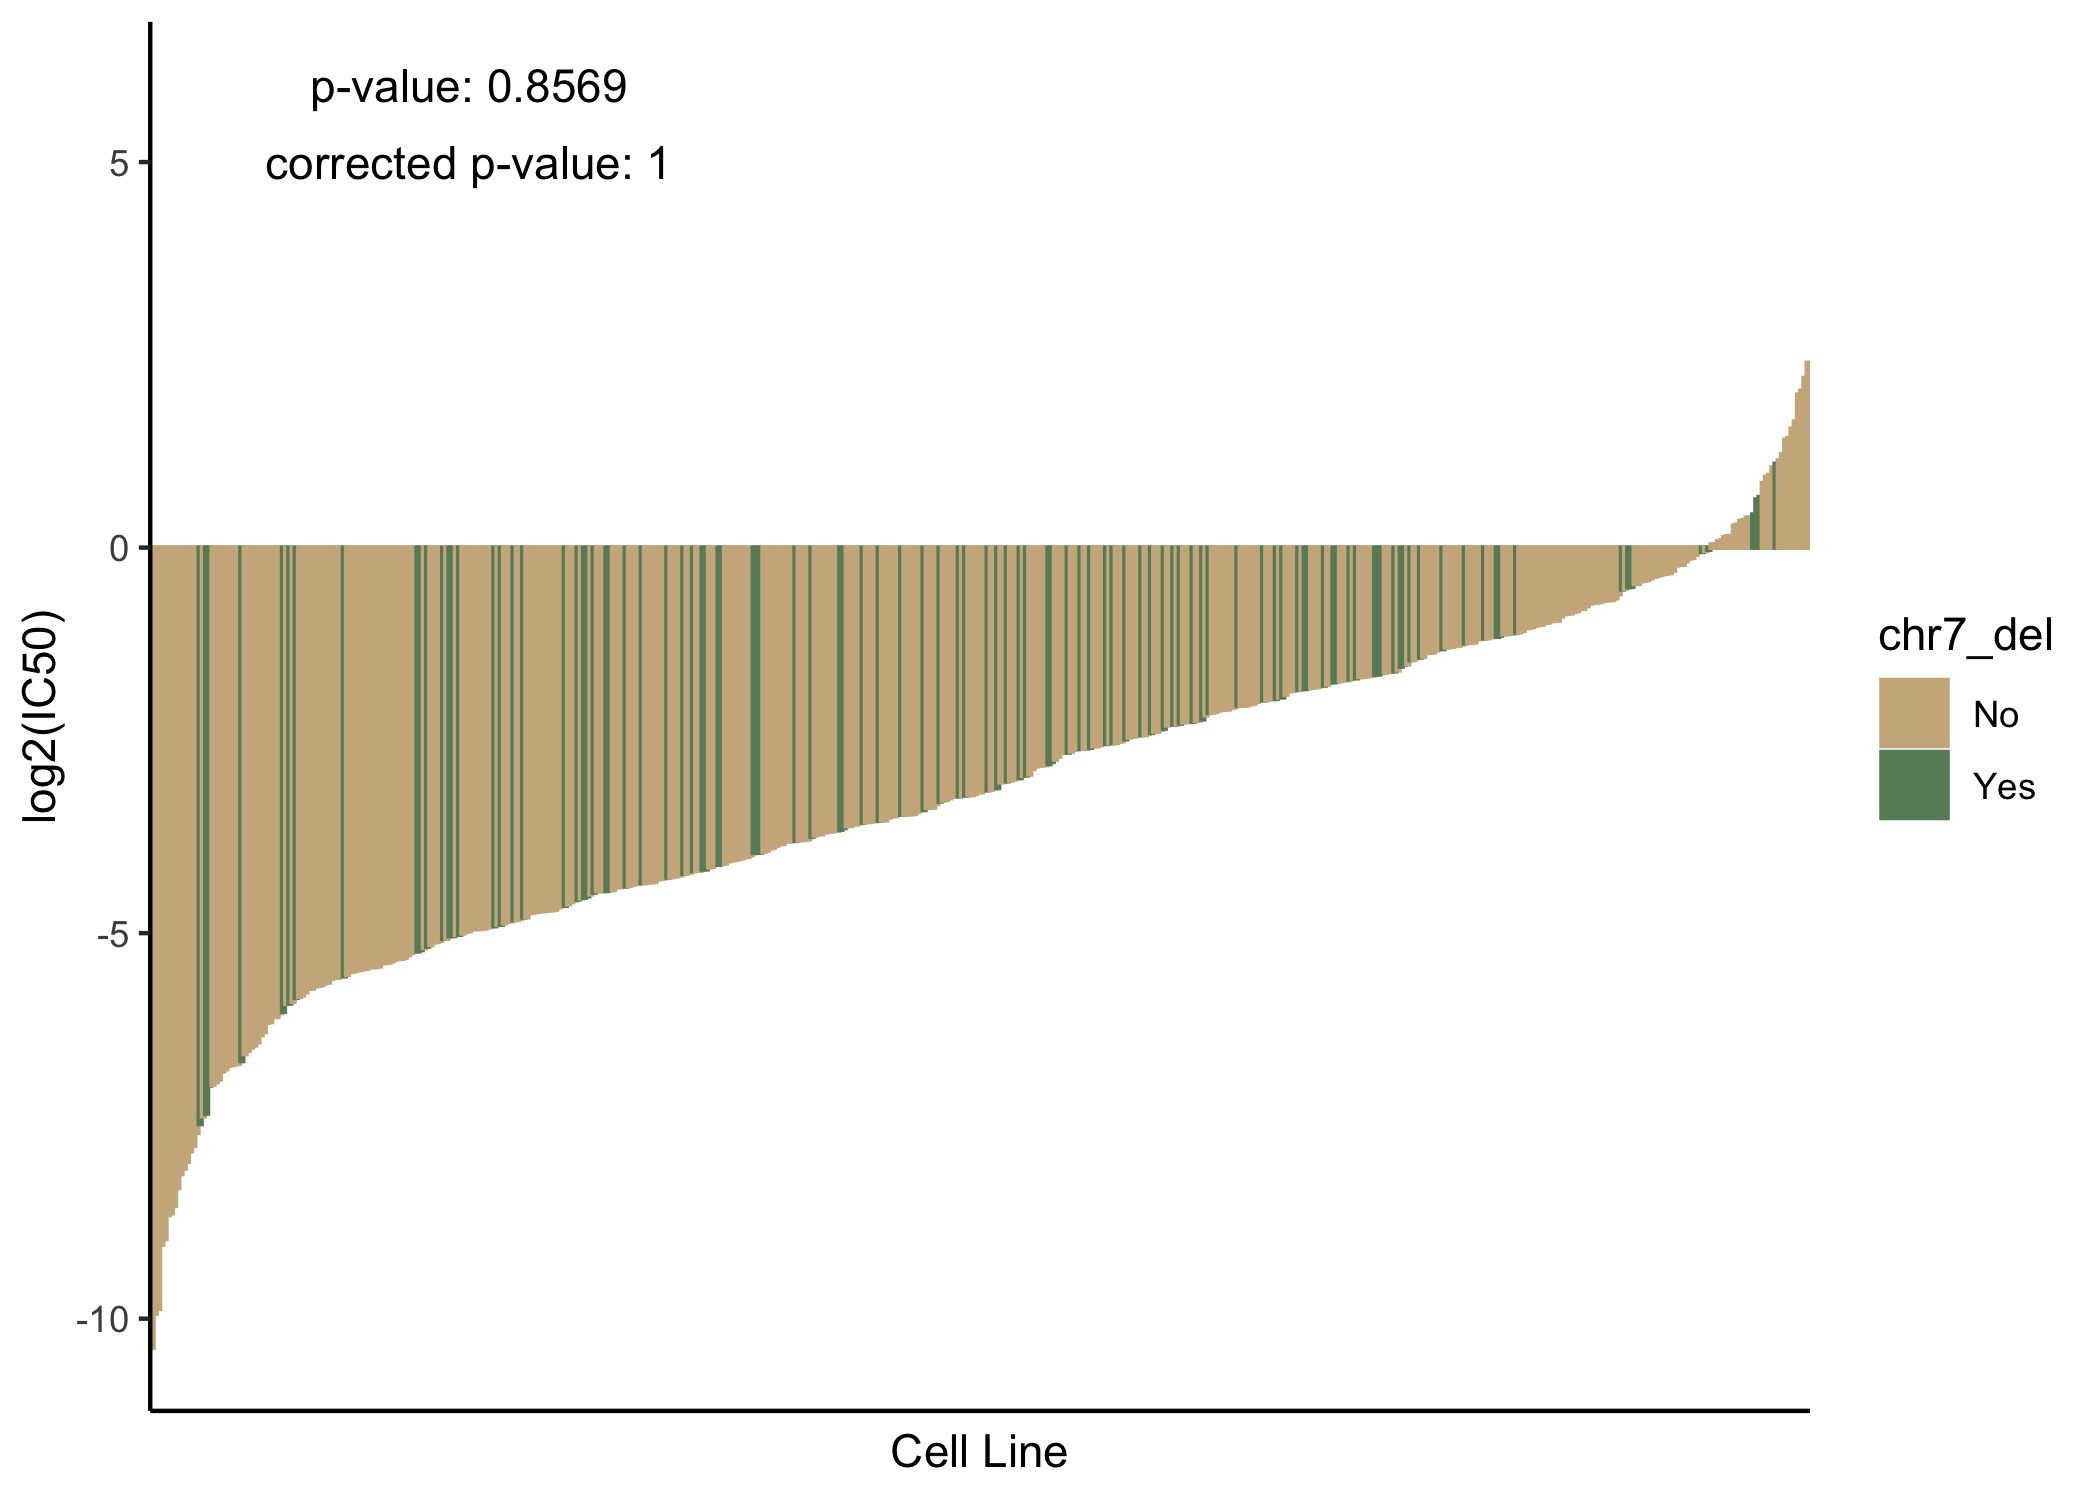 p-value: 0.8569
corrected p-value: 1
5
0
-5
-10
log2(IC50)
Cell Line
chr7_del
No
Yes